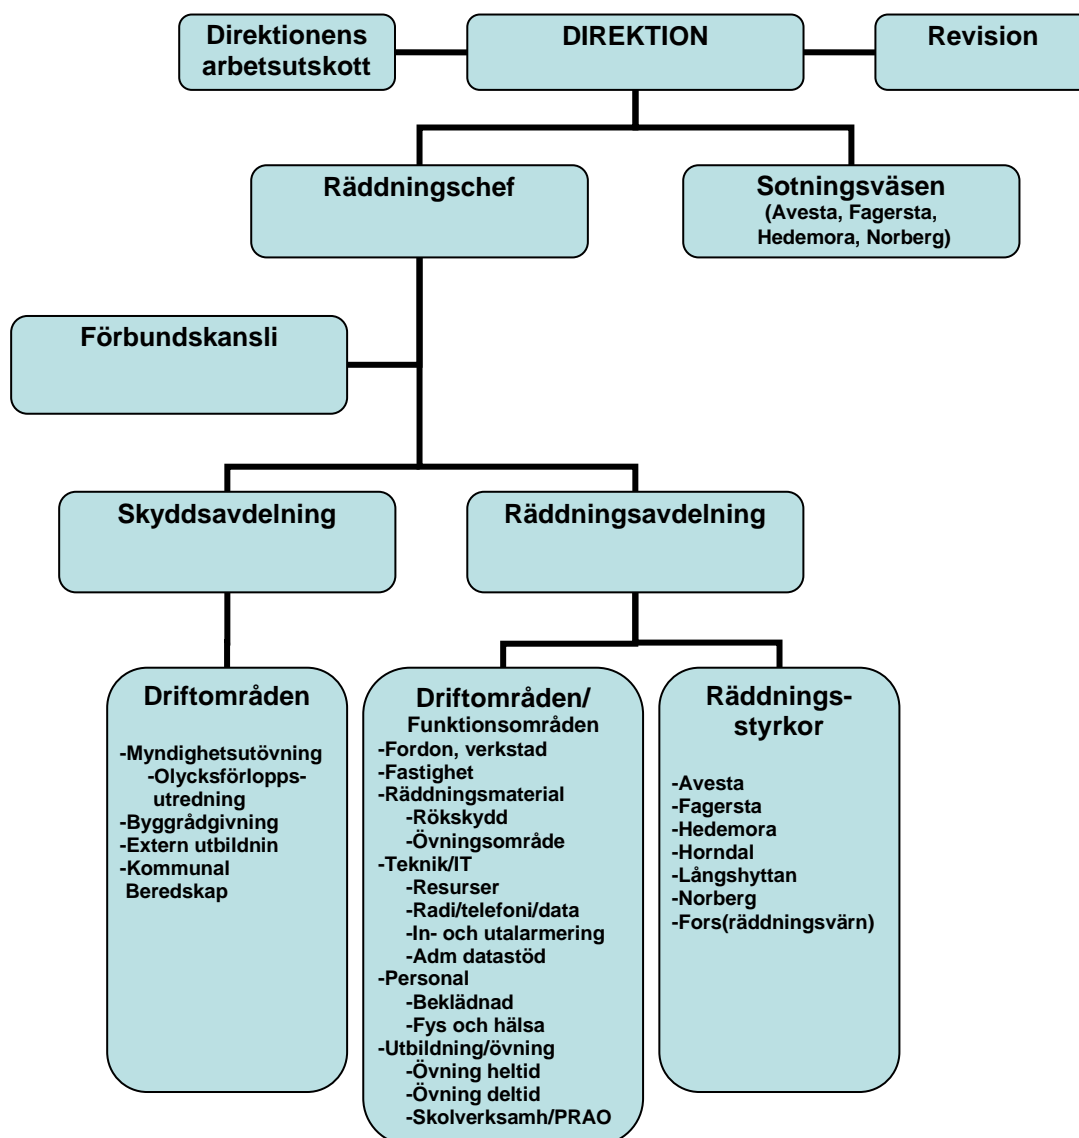 Direktionens
arbetsutskott
DIREKTION
Revision
Räddningschef
Sotningsväsen
(Avesta, Fagersta,
Hedemora, Norberg)
Förbundskansli
Skyddsavdelning
Räddningsavdelning
Driftområden
-Myndighetsutövning
-Olycksförlopps-
utredning
-Byggrådgivning
-Extern utbildnin
-Kommunal
Beredskap
Driftområden/
Funktionsområden
-Fordon, verkstad
-Fastighet
-Räddningsmaterial
-Rökskydd
-Övningsområde
-Teknik/IT
-Resurser
-Radi/telefoni/data
-In- och utalarmering
-Adm datastöd
-Personal
-Beklädnad
-Fys och hälsa
-Utbildning/övning
-Övning heltid
-Övning deltid
-Skolverksamh/PRAO
Räddnings-
styrkor
-Avesta
-Fagersta
-Hedemora
-Horndal
-Långshyttan
-Norberg
-Fors(räddningsvärn)